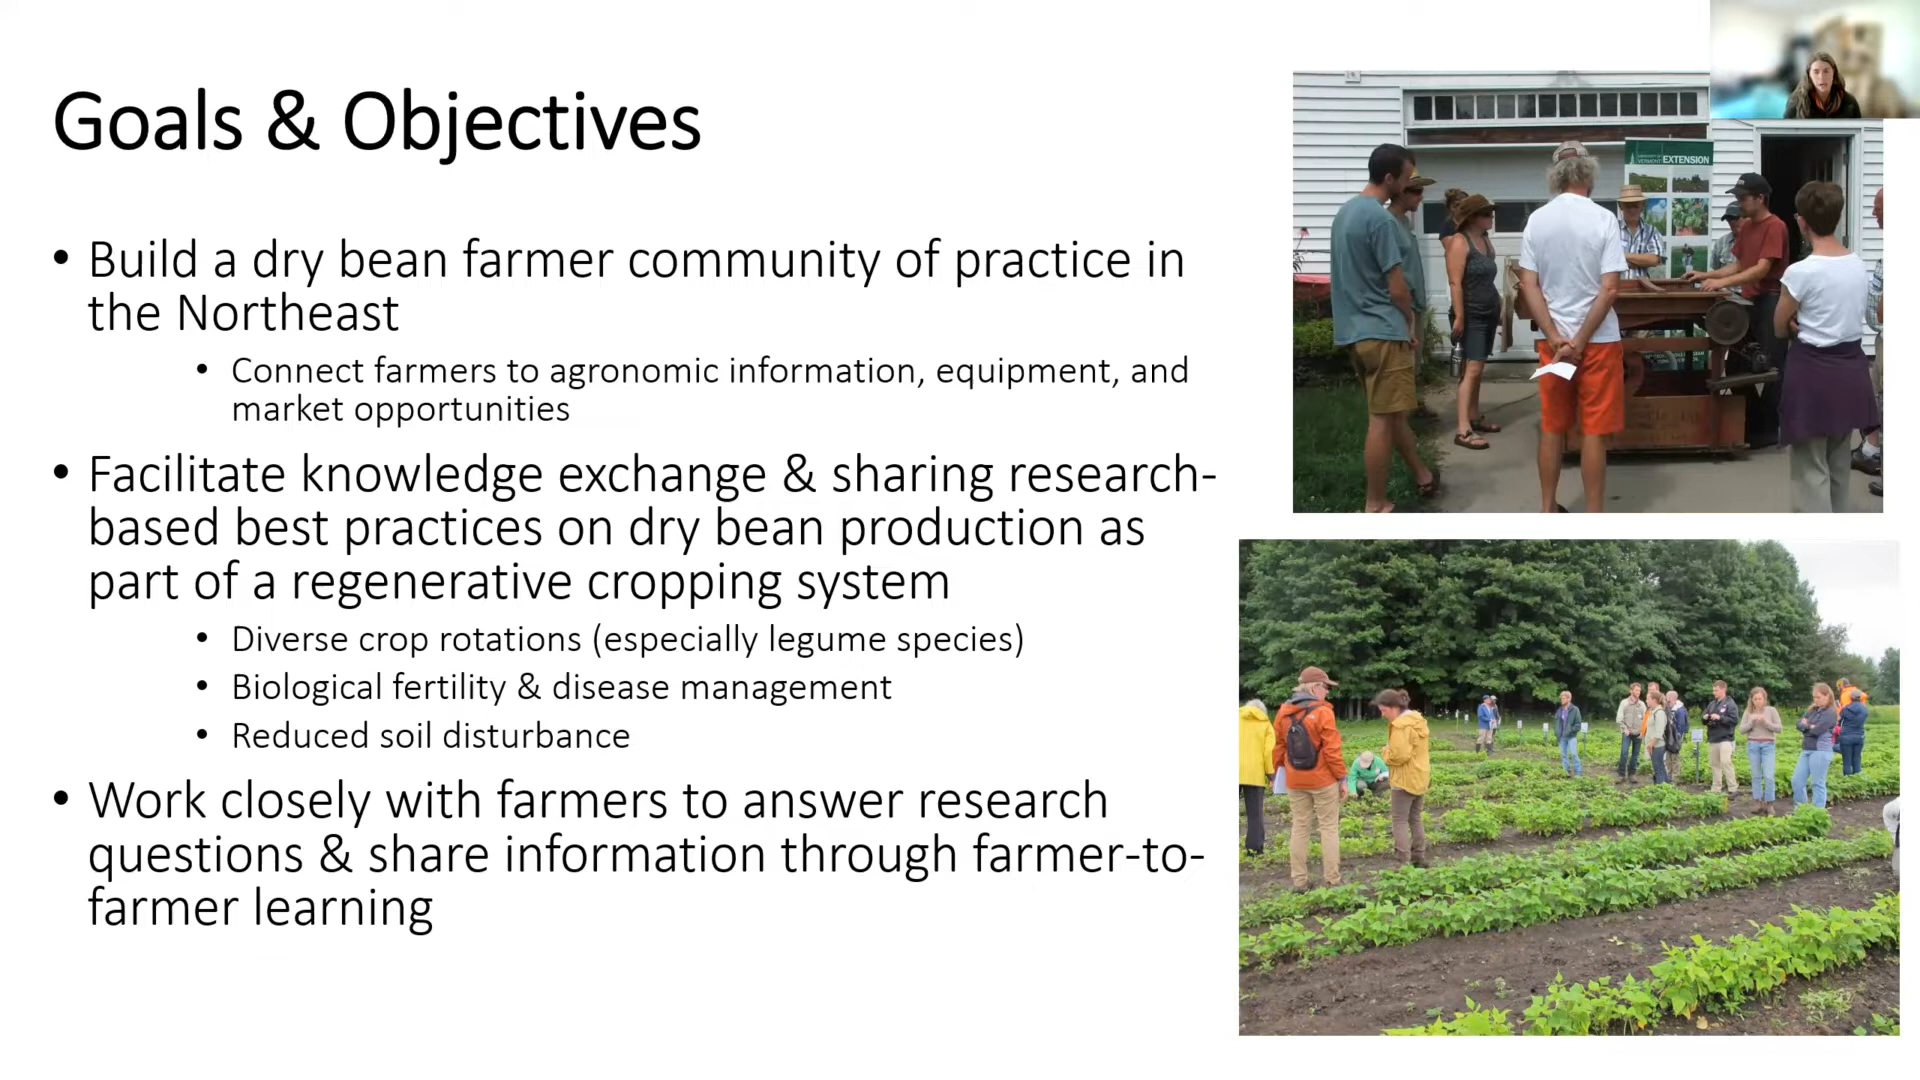 Goals & Objectives
• Build a dry bean farmer community of practice in
the Northeast
• Connect farmers to agronomic information, equipment, and
market opportunities
• Facilitate knowledge exchange & sharing research-
based best practices on dry bean production as
part of a regenerative cropping system
• Diverse crop rotations (especially legume species)
• Biological fertility & disease management
• Reduced soil disturbance
• Work closely with farmers to answer research
questions & share information through farmer-to-
farmer learning
VERMONT EXTENSION